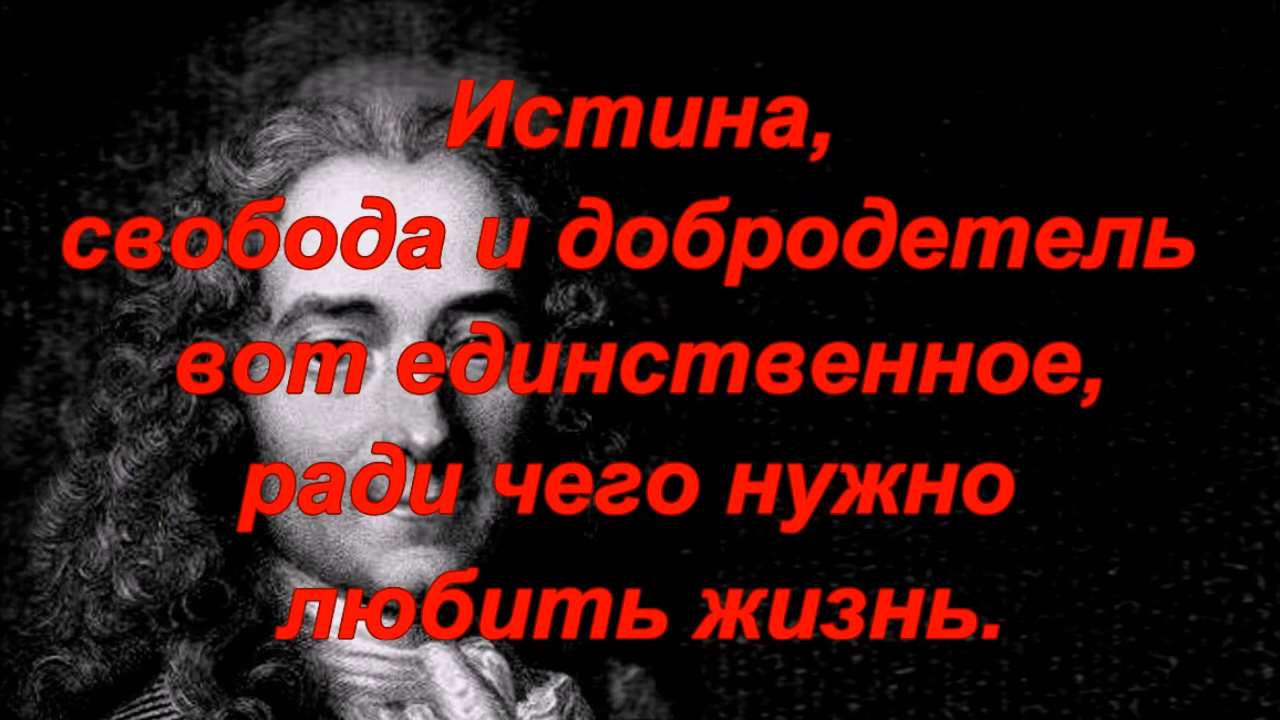 Истина,
свобода и добродетель
вот единственное,
ради чего нужно
любить жизнь.